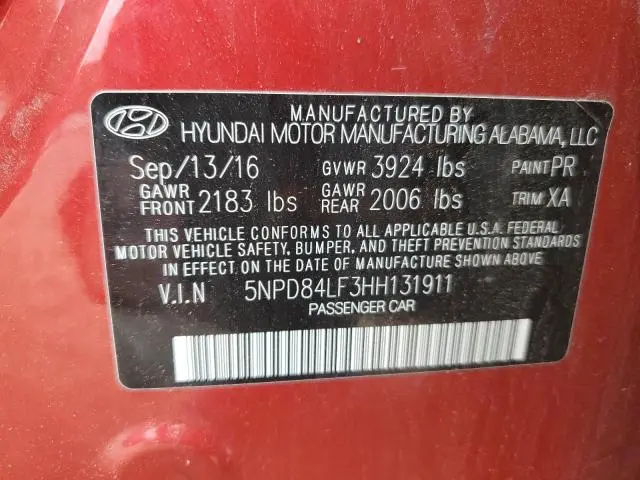 MANUFACTURED BY
HYUNDAI MOTOR MANUFACTURING ALABAMA, LLC
Sep/13/16 GVWR 3924 lbs PAINT PR
GAWR FRONT 2183 lbs GAWR REAR 2006 lbs TRIM XA
THIS VEHICLE CONFORMS TO ALL APPLICABLE U.S.A. FEDERAL
MOTOR VEHICLE SAFETY, BUMPER, AND THEFT PREVENTION STANDARDS
IN EFFECT ON THE DATE OF MANUFACTURE SHOWN ABOVE.
V.I.N 5NPD84LF3HH131911
PASSENGER CAR